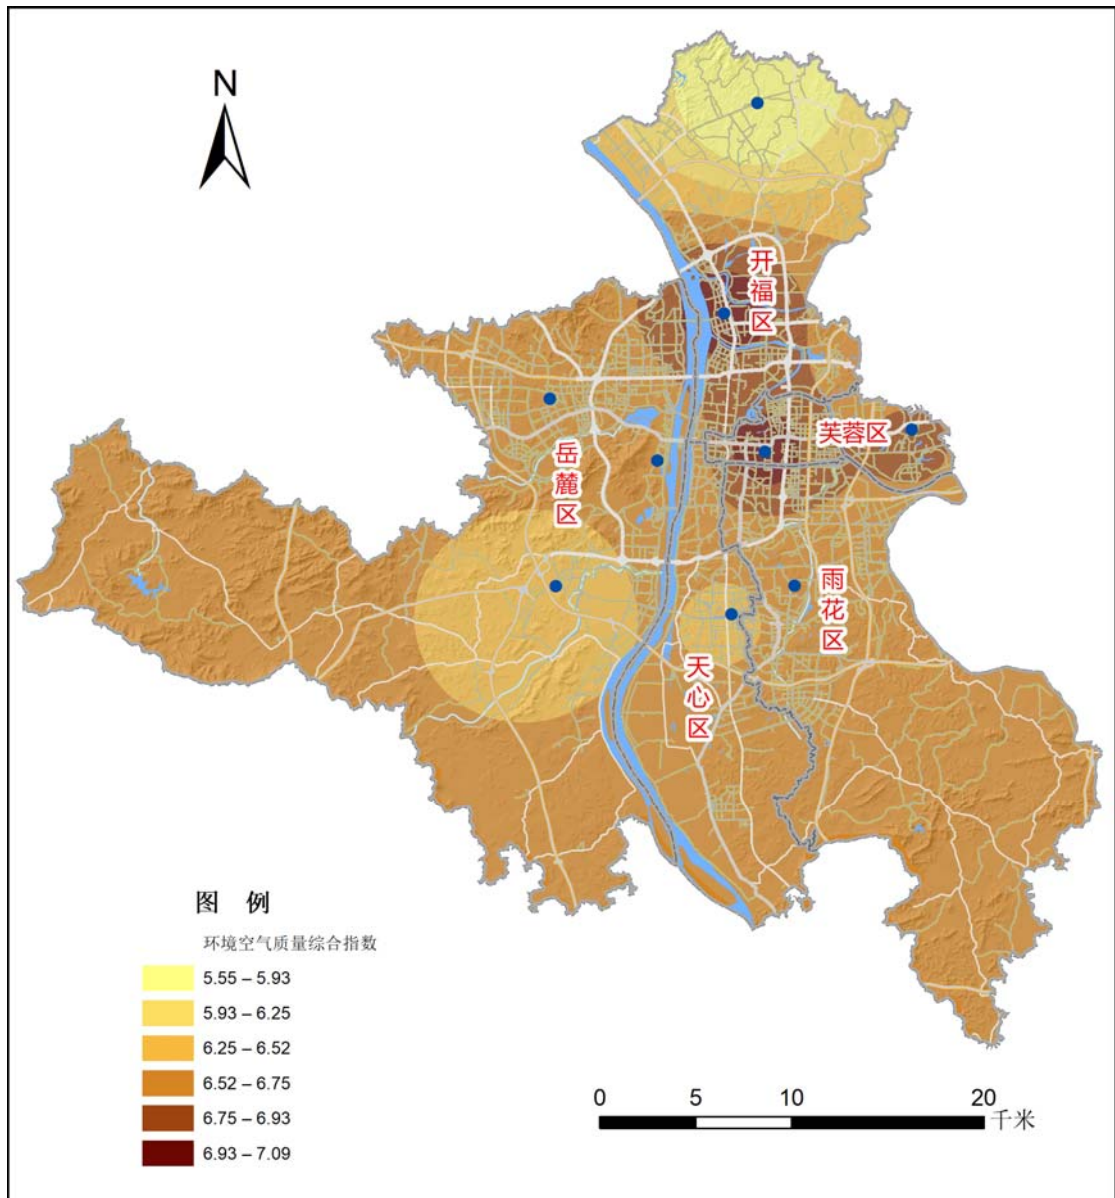 N
开福区
芙蓉区
岳麓区
雨花区
天心区
图 例
环境空气质量综合指数
5.55 – 5.93
5.93 – 6.25
6.25 – 6.52
6.52 – 6.75
6.75 – 6.93
6.93 – 7.09
0 5 10 20
千米